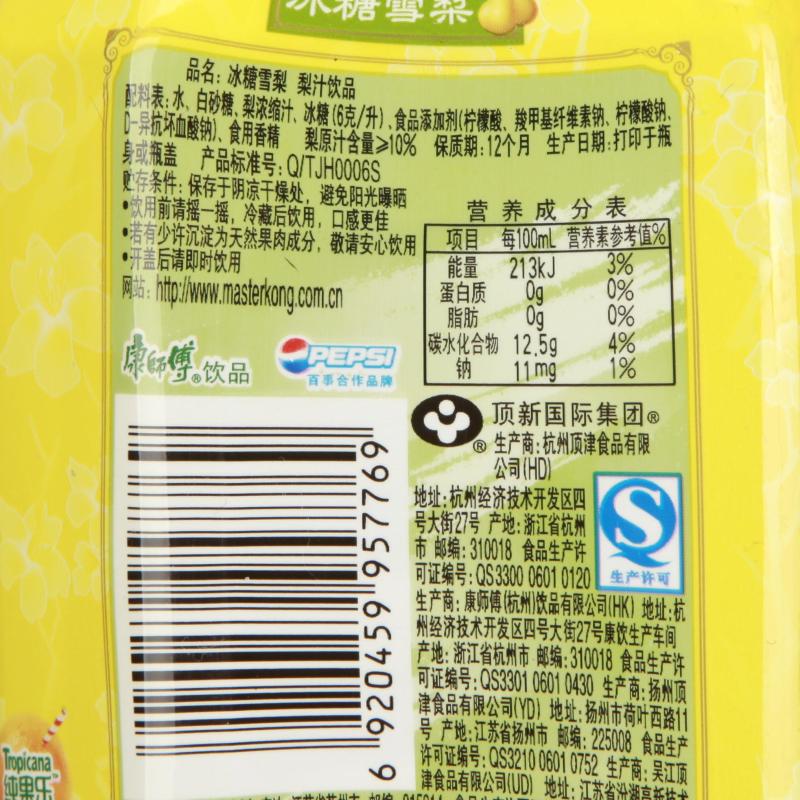 冰糖雪梨
品名：冰糖雪梨 梨汁饮品
配料表：水、白砂糖、梨浓缩汁、冰糖(6克/升)、食品添加剂(柠檬酸、羧甲基纤维素钠、柠檬酸钠、
D-异抗坏血酸钠)、食用香精 梨原汁含量≥10% 保质期：12个月 生产日期：打印于瓶
身或瓶盖 产品标准号：Q/TJH0006S
贮存条件：保存于阴凉干燥处，避免阳光曝晒
•饮用前请摇一摇，冷藏后饮用，口感更佳
•若有少许沉淀为天然果肉成分，敬请安心饮用
•开盖后请即时饮用
网站：http://www.masterkong.com.cn
营养成分表
项目 每100mL 营养素参考值%
能量 213kJ 3%
蛋白质 0g 0%
脂肪 0g 0%
碳水化合物 12.5g 4%
钠 11mg 1%
康师傅®饮品
PEPSI
百事合作品牌
顶新国际集团®
® 生产商：杭州顶津食品有限
公司(HD)
地址：杭州经济技术开发区四
号大街27号 产地：浙江省杭州
市 邮编：310018 食品生产许
可证编号：QS3300 0601 0120
生产许可
生产商：康师傅(杭州)饮品有限公司(HK) 地址：杭
州经济技术开发区四号大街27号康饮生产车间
产地：浙江省杭州市 邮编：310018 食品生产许
可证编号：QS3301 0601 0430 生产商：扬州顶
津食品有限公司(YD) 地址：扬州市荷叶西路11
号 产地：江苏省扬州市 邮编：225008 食品生产
许可证编号：QS3210 0601 0752 生产商：吴江顶
津食品有限公司(UD) 地址：江苏省汾湖高新技术
6 920459 957769
Tropicana
纯果乐™